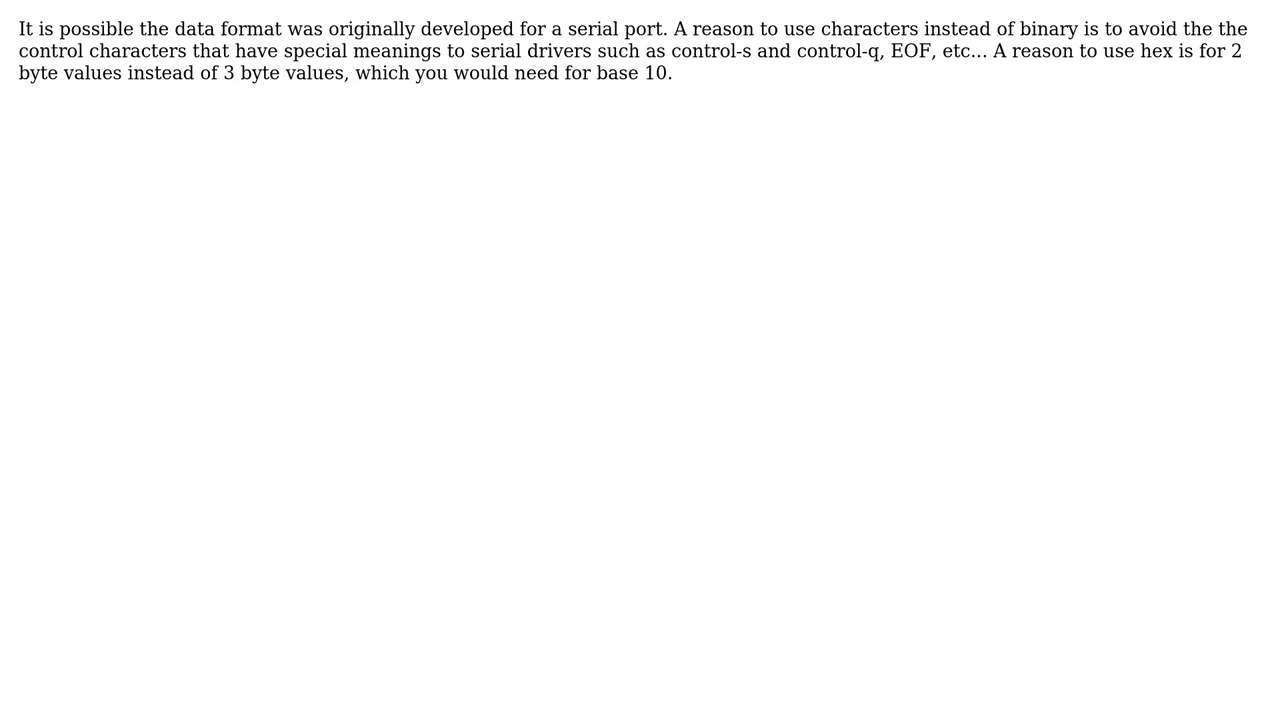 It is possible the data format was originally developed for a serial port. A reason to use characters instead of binary is to avoid the the
control characters that have special meanings to serial drivers such as control-s and control-q, EOF, etc... A reason to use hex is for 2
byte values instead of 3 byte values, which you would need for base 10.